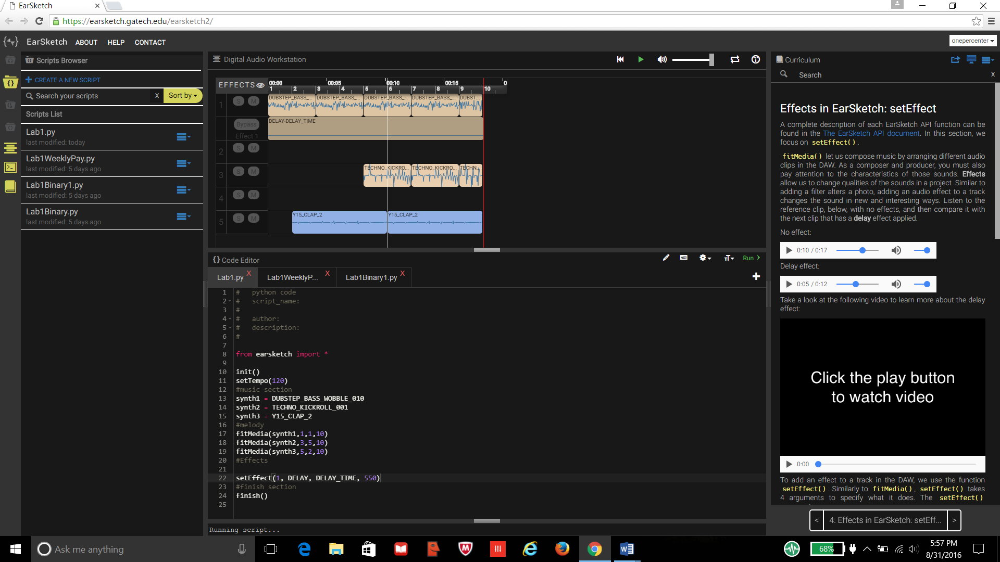 EarSketch
https://earsketch.gatech.edu/earsketch2/
EarSketch ABOUT HELP CONTACT
onepercenter
Scripts Browser
CREATE A NEW SCRIPT
Search your scripts X Sort by
Scripts List
Lab1.py
last modified: today
Lab1WeeklyPay.py
last modified: 5 days ago
Lab1Binary1.py
last modified: 5 days ago
Lab1Binary.py
last modified: 5 days ago
Digital Audio Workstation
EFFECTS
00:00 00:05 00:10 00:15 0
1 2 3 4 5 6 7 8 9 10
1 S M DUBSTEP_BASS_... DUBSTEP_BASS_... DUBSTEP_BASS_... DUBSTEP_BASS_... DUBST...
Bypass DELAY-DELAY_TIME
Effect 1
2 S M
3 S M TECHNO_KICKRO... TECHNO_KICKRO... TECHN...
4 S M
5 S M Y15_CLAP_2 Y15_CLAP_2
{} Code Editor
Run
Lab1.py X Lab1WeeklyP... X Lab1Binary1.py X
1 # python code
2 # script_name:
3 #
4 # author:
5 # description:
6 #
7
8 from earsketch import *
9
10 init()
11 setTempo(120)
12 #music section
13 synth1 = DUBSTEP_BASS_WOBBLE_010
14 synth2 = TECHNO_KICKROLL_001
15 synth3 = Y15_CLAP_2
16 #melody
17 fitMedia(synth1,1,1,10)
18 fitMedia(synth2,3,5,10)
19 fitMedia(synth3,5,2,10)
20 #Effects
21
22 setEffect(1, DELAY, DELAY_TIME, 550)
23 #finish section
24 finish()
25
Running script...
Curriculum
Search X
Effects in EarSketch: setEffect
A complete description of each EarSketch API function can be
found in the The EarSketch API document. In this section, we
focus on setEffect().
fitMedia() let us compose music by arranging different audio
clips in the DAW. As a composer and producer, you must also
pay attention to the characteristics of those sounds. Effects
allow us to change qualities of the sounds in a project. Similar to
adding a filter alters a photo, adding an audio effect to a track
changes the sound in new and interesting ways. Listen to the
reference clip, below, with no effects, and then compare it with
the next clip that has a delay effect applied.
No effect:
0:10 / 0:17
Delay effect:
0:05 / 0:12
Take a look at the following video to learn more about the delay
effect:
Click the play button
to watch video
0:00
To add an effect to a track in the DAW, we use the function
setEffect(). Similarly to fitMedia(), setEffect() takes
4 arguments to specify what it does. The setEffect()
< 4: Effects in EarSketch: setEff... >
Ask me anything
68%
5:57 PM
8/31/2016